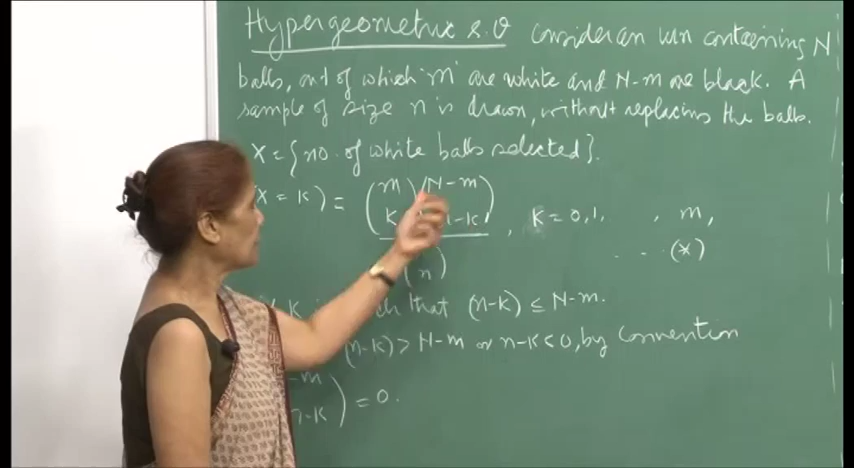 Hypergeometric r.v consider an urn containing N
balls, out of which 'm' are white and N-m are black. A
sample of size n is drawn, without replacing the balls.
X = {no. of white balls selected}.
X = K) = (m K) (N-m n-K) / (n), K = 0,1, . m,
. . . (*)
that (n-K) ≤ N-m.
(n-K) > N-m or n-K < 0, by convention
-m
n-K) = 0.